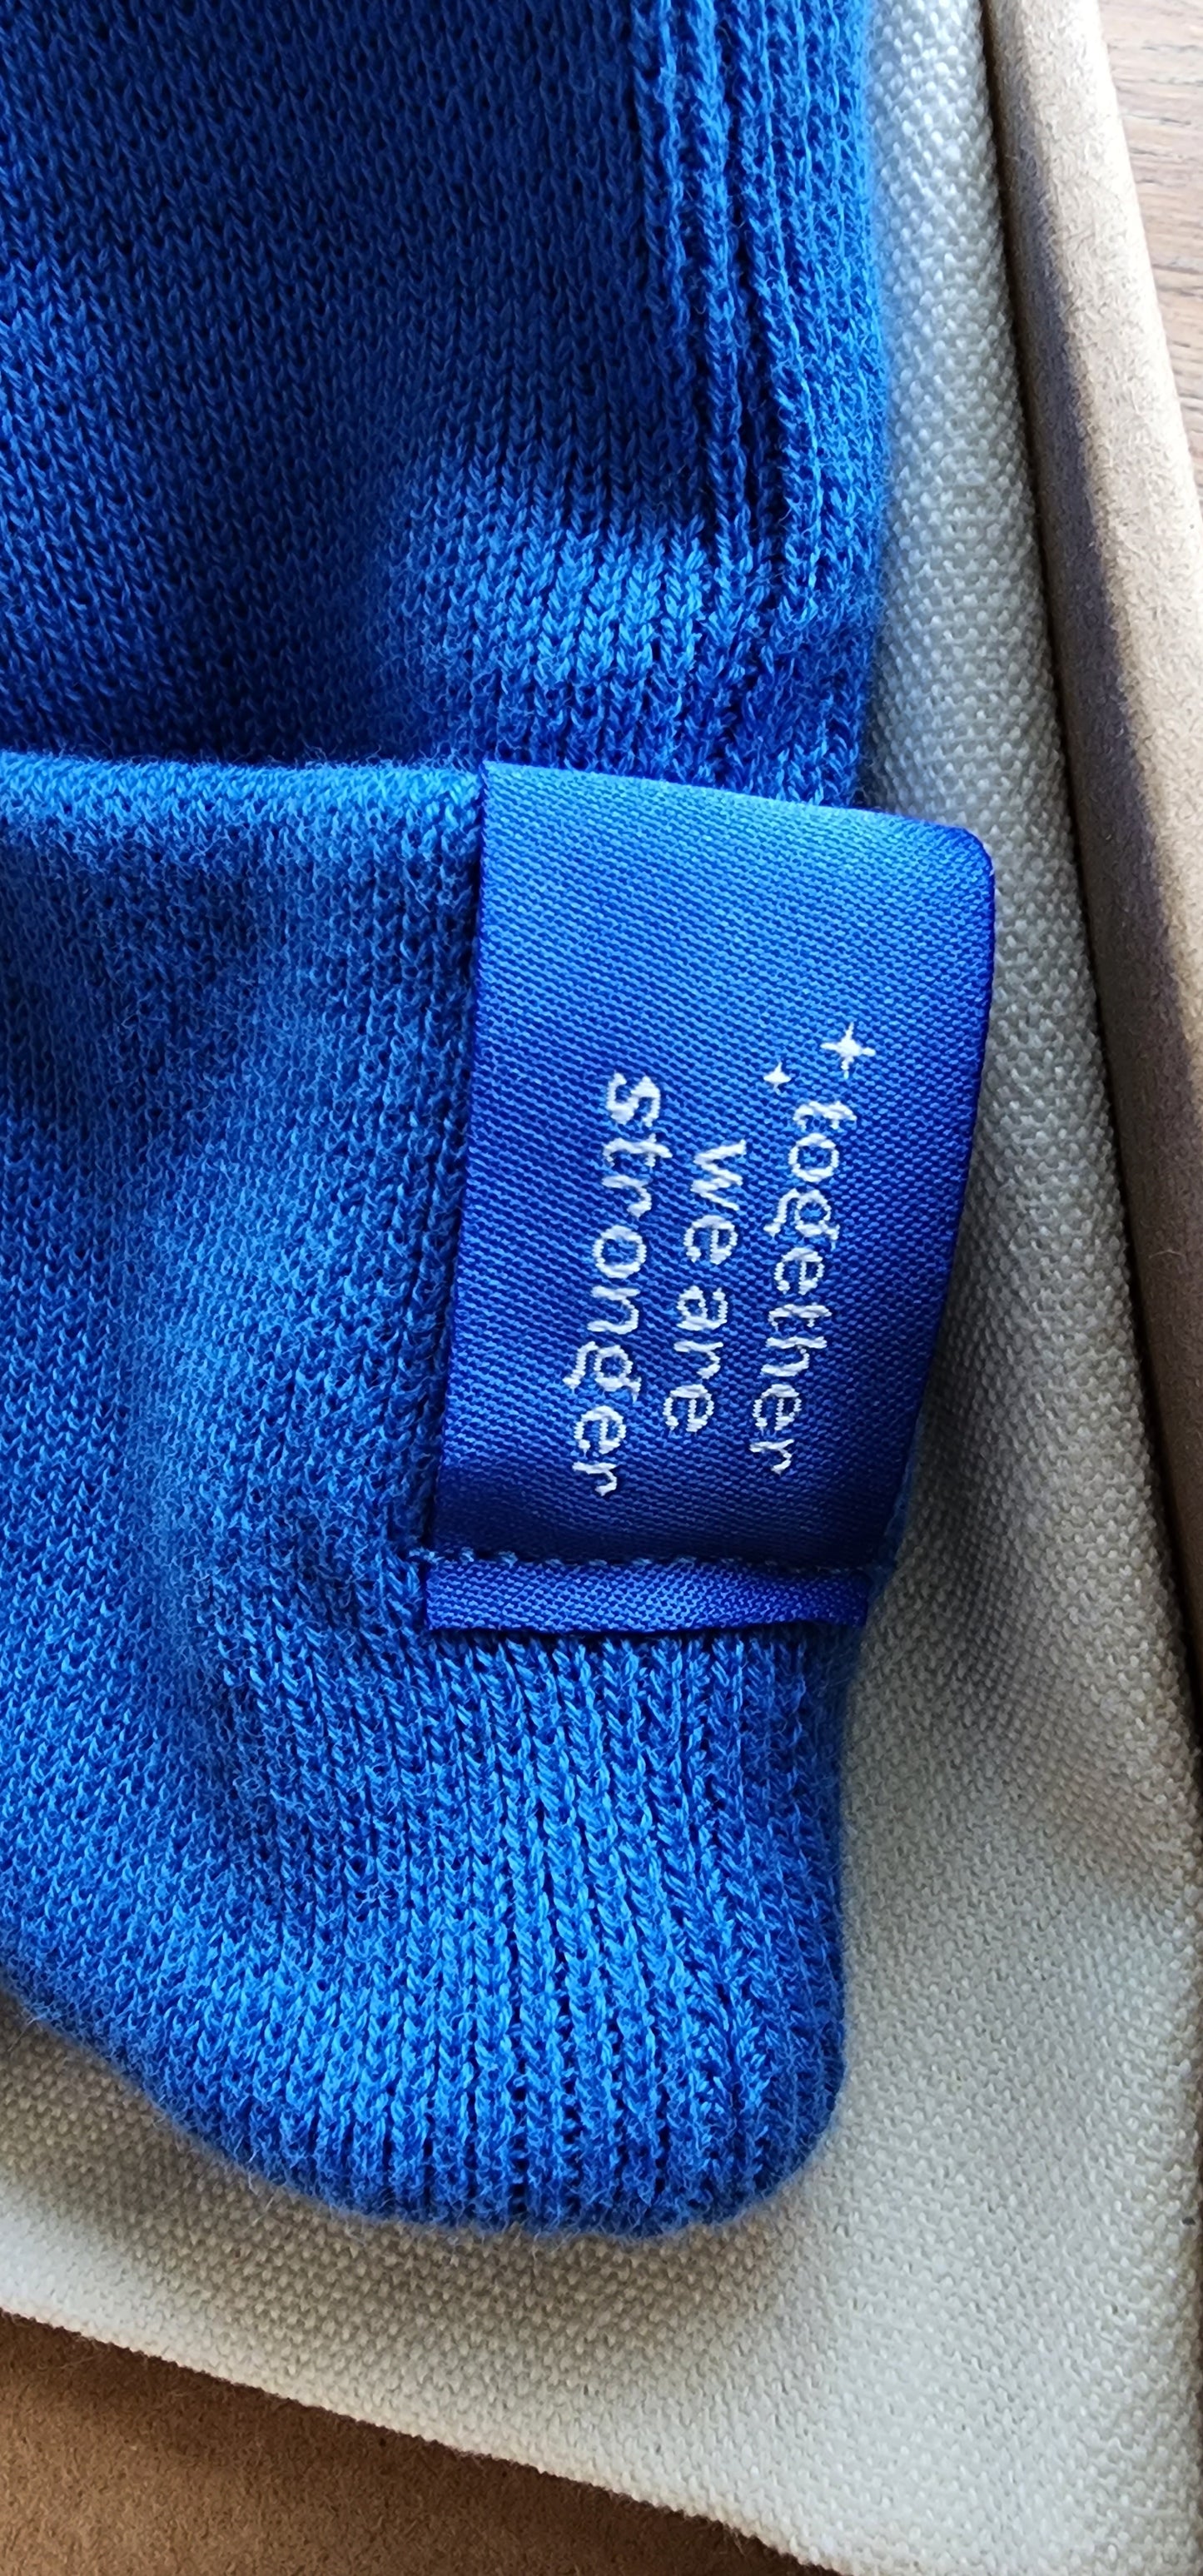 together
we are
stronger